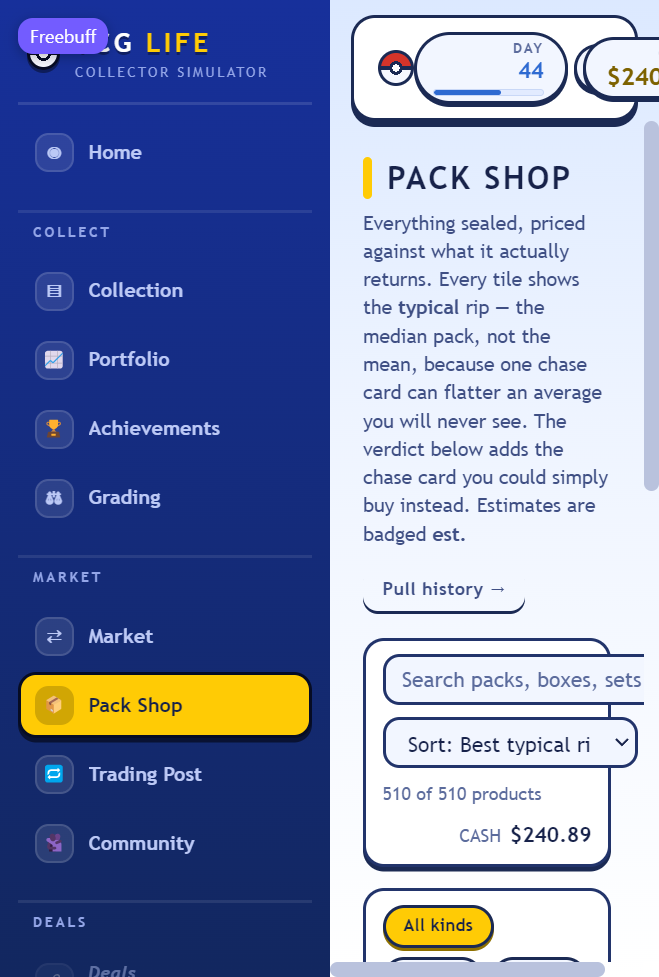 Freebuff
CG LIFE
COLLECTOR SIMULATOR
Home
COLLECT
Collection
Portfolio
Achievements
Grading
MARKET
Market
Pack Shop
Trading Post
Community
DEALS
Deals
DAY
44
$240
PACK SHOP
Everything sealed, priced
against what it actually
returns. Every tile shows
the typical rip — the
median pack, not the
mean, because one chase
card can flatter an average
you will never see. The
verdict below adds the
chase card you could simply
buy instead. Estimates are
badged est.
Pull history →
Search packs, boxes, sets
Sort: Best typical ri
510 of 510 products
CASH $240.89
All kinds